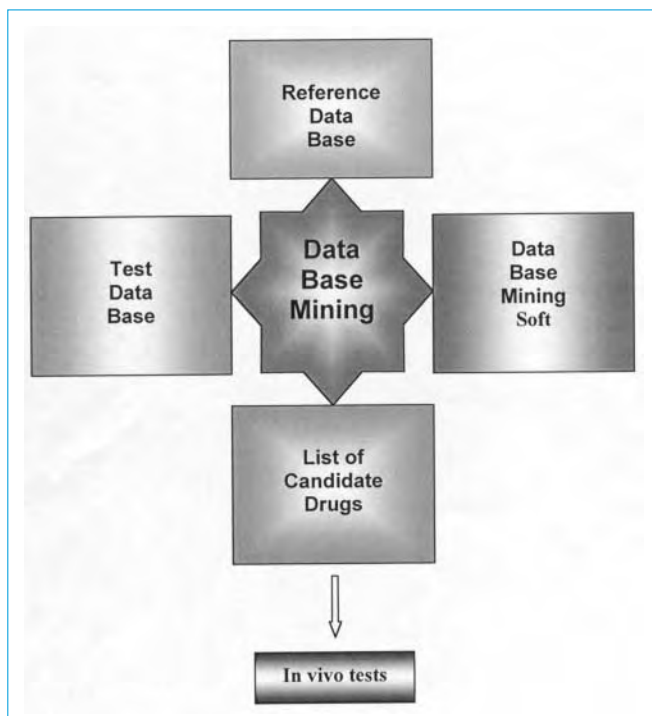 Reference
Data
Base
Test
Data
Base
Data
Base
Mining
Data
Base
Mining
Soft
List of
Candidate
Drugs
In vivo tests